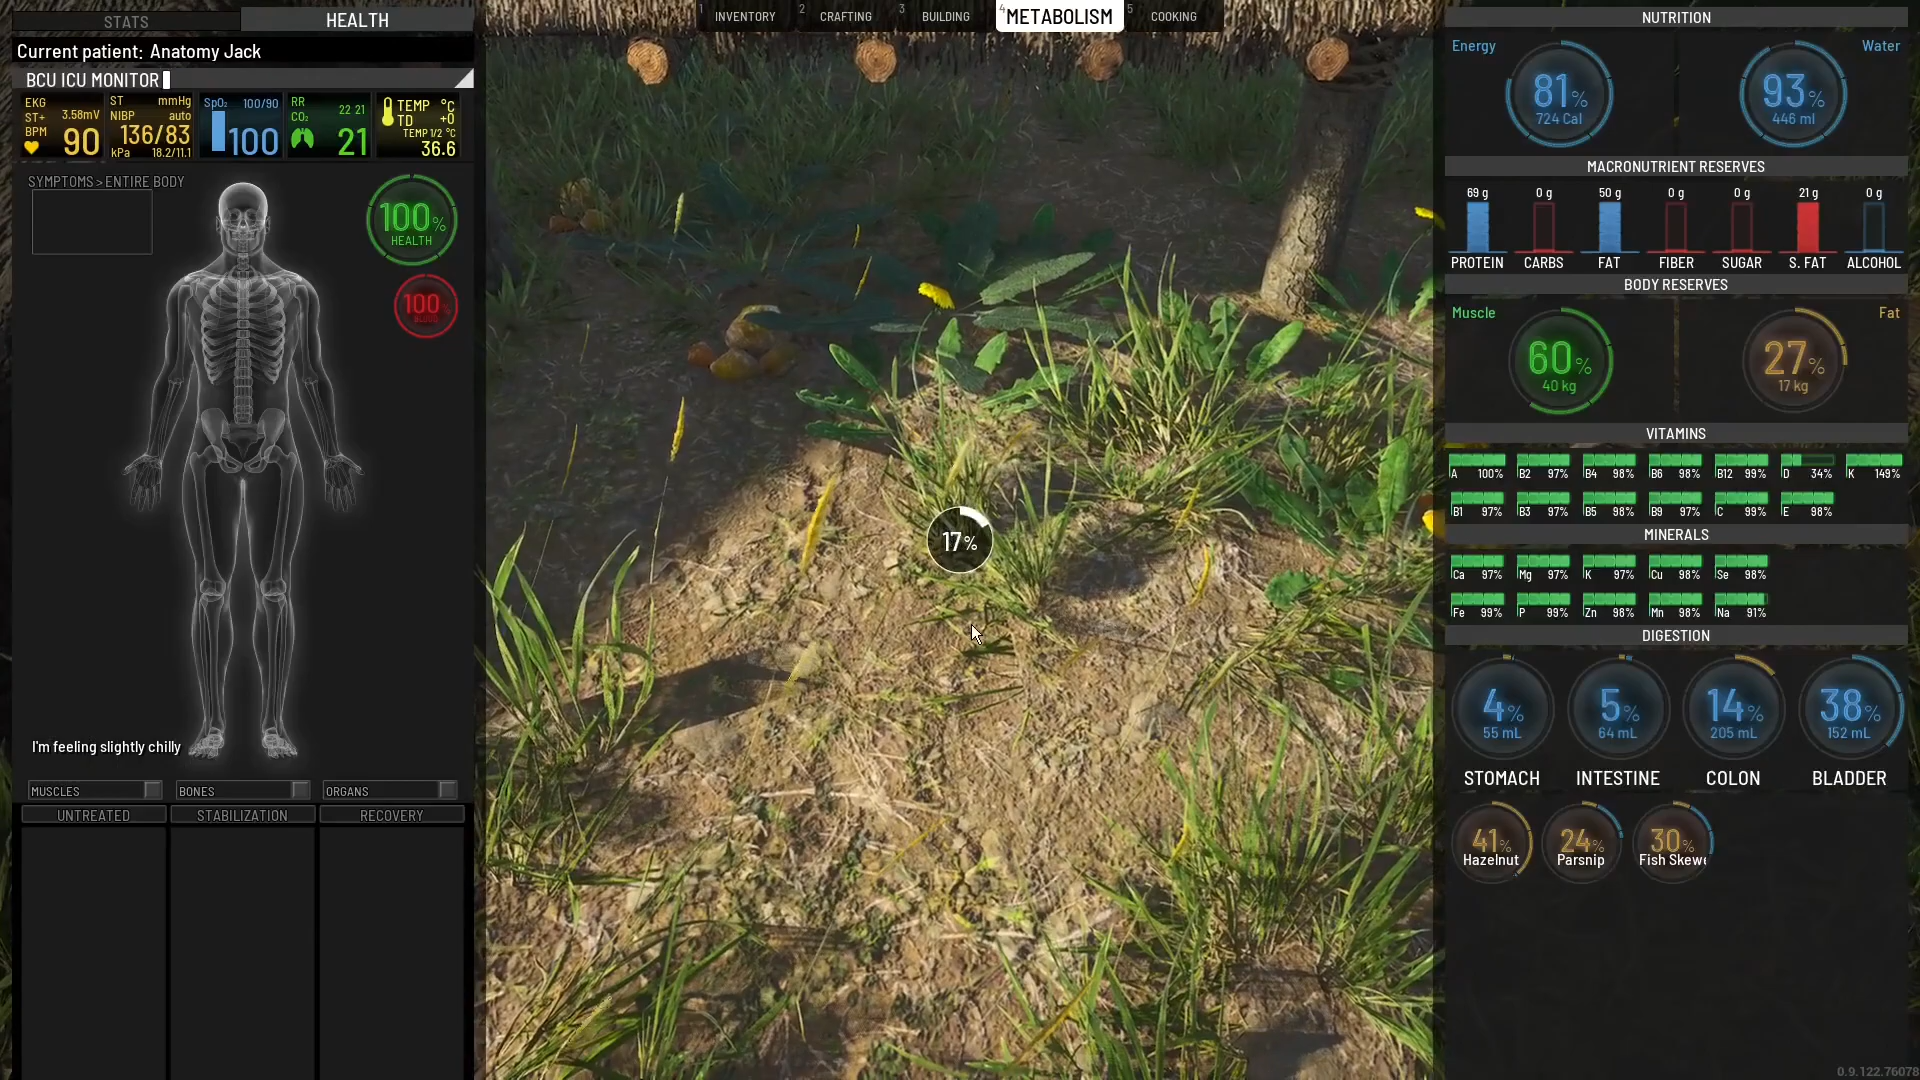 STATS
HEALTH
Current patient: Anatomy Jack
BCU ICU MONITOR
EKG
ST+
BPM
3.58mV
90
ST
mmHg
NIBP
auto
136/83
kPa
18.2/11.1
SpO₂
100/90
100
RR
CO₂
22 21
21
TEMP °C
TD +0
TEMP 1/2 °C
36.6
SYMPTOMS > ENTIRE BODY
100%
HEALTH
100
I'm feeling slightly chilly
MUSCLES
BONES
ORGANS
UNTREATED
STABILIZATION
RECOVERY
1 INVENTORY
2 CRAFTING
3 BUILDING
4 METABOLISM
5 COOKING
17%
NUTRITION
Energy
81%
724 Cal
Water
93%
446 ml
MACRONUTRIENT RESERVES
69 g
0 g
50 g
0 g
0 g
21 g
0 g
PROTEIN
CARBS
FAT
FIBER
SUGAR
S. FAT
ALCOHOL
BODY RESERVES
Muscle
60%
40 kg
Fat
27%
17 kg
VITAMINS
A 100%
B2 97%
B4 98%
B6 98%
B12 99%
D 34%
K 149%
B1 97%
B3 97%
B5 98%
B9 97%
C 99%
E 98%
MINERALS
Ca 97%
Mg 97%
K 97%
Cu 98%
Se 98%
Fe 99%
P 99%
Zn 98%
Mn 98%
Na 91%
DIGESTION
4%
55 mL
5%
64 mL
14%
205 mL
38%
152 mL
STOMACH
INTESTINE
COLON
BLADDER
41%
Hazelnut
24%
Parsnip
30%
Fish Skewe
0.9.122.76078